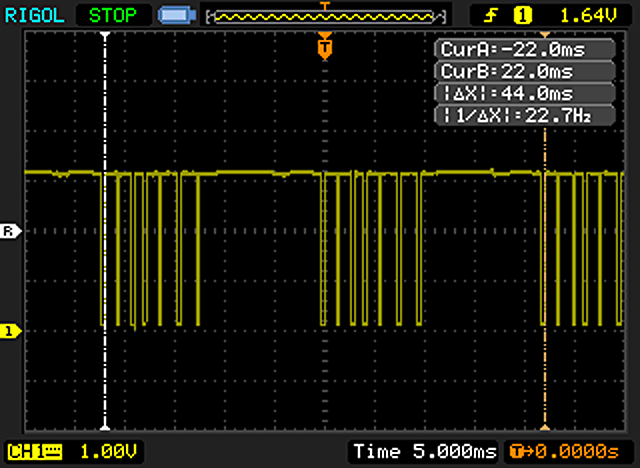 RIGOL STOP T ƒ 1 1.64V
T
CurA:-22.0ms
CurB:22.0ms
|ΔX|:44.0ms
|1/ΔX|:22.7Hz
R
1
CH1 1.00V Time 5.000ms T→0.0000s